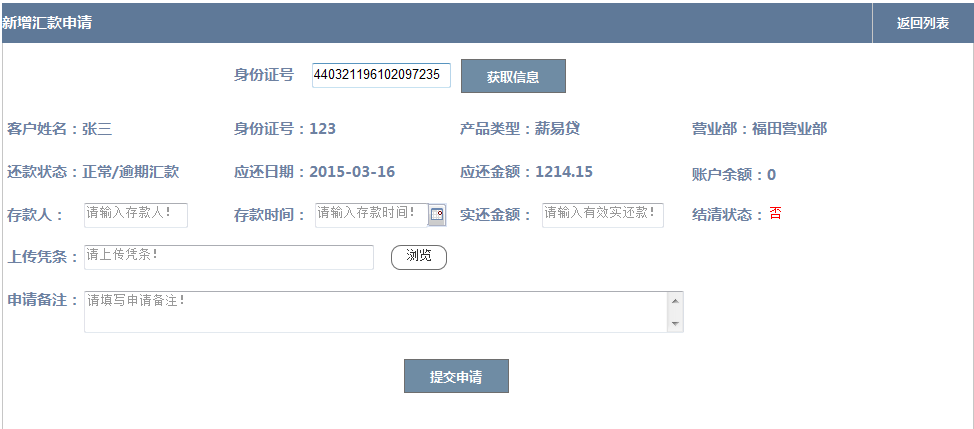 新增汇款申请 返回列表
身份证号 440321196102097235 获取信息
客户姓名：张三 身份证号：123 产品类型：薪易贷 营业部：福田营业部
还款状态：正常/逾期汇款 应还日期：2015-03-16 应还金额：1214.15 账户余额：0
存款人： 请输入存款人! 存款时间： 请输入存款时间! 实还金额： 请输入有效实还款! 结清状态：否
上传凭条： 请上传凭条! 浏览
申请备注： 请填写申请备注!
提交申请